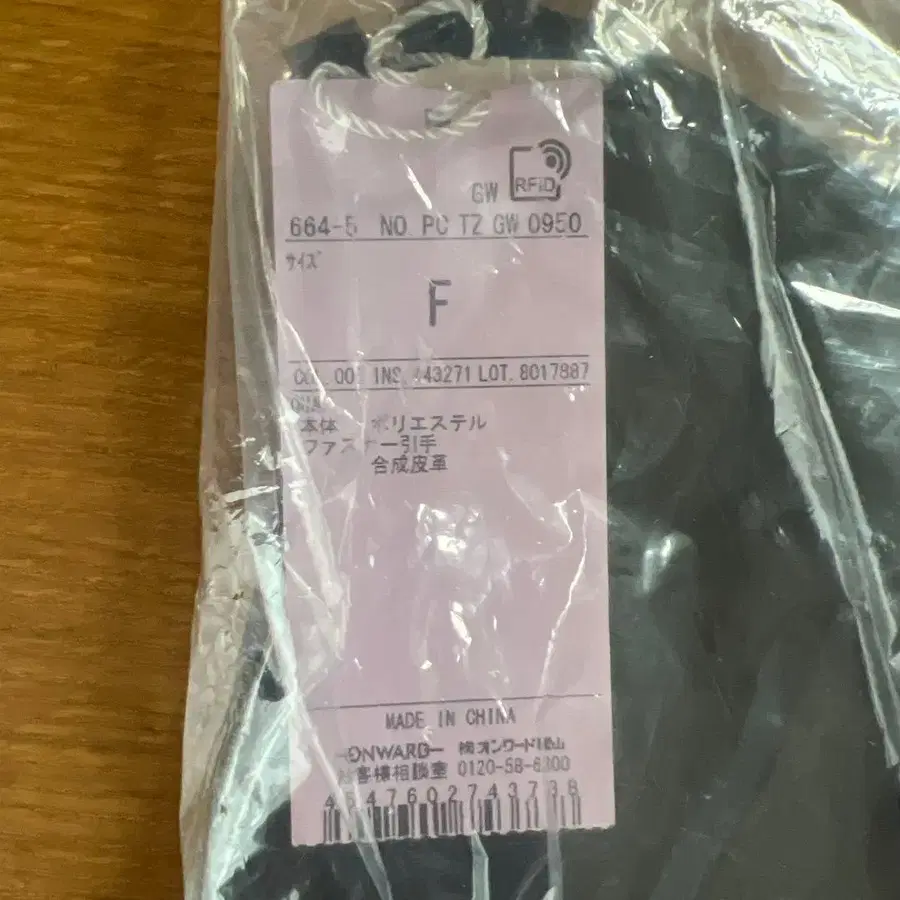 RFID
GW
664-5 NO. PC TZ GW 0950
サイズ
F
INS. 443271 LOT. 8017887
本体 ポリエステル
ファスナー引手
合成皮革
MADE IN CHINA
ONWARD ㈱オンワード樫山
お客様相談室 0120-58-6300
4547602743738